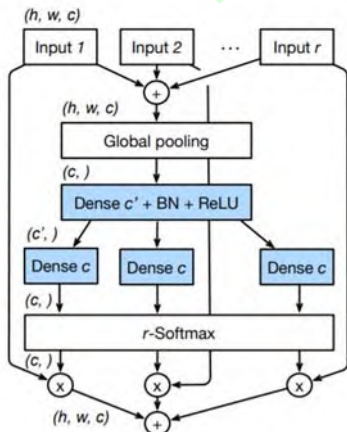 (h, w, c)
Input 1 Input 2 ... Input r
+
(h, w, c)
Global pooling
(c, )
Dense c' + BN + ReLU
(c', )
Dense c Dense c Dense c
(c, )
r-Softmax
(c, )
x x x
(h, w, c)
+